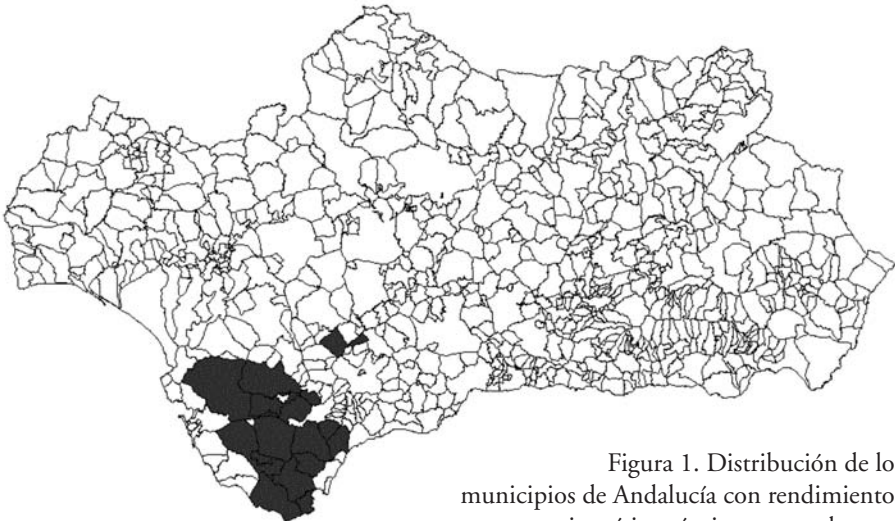 Figura 1. Distribución de lo
municipios de Andalucía con rendimiento